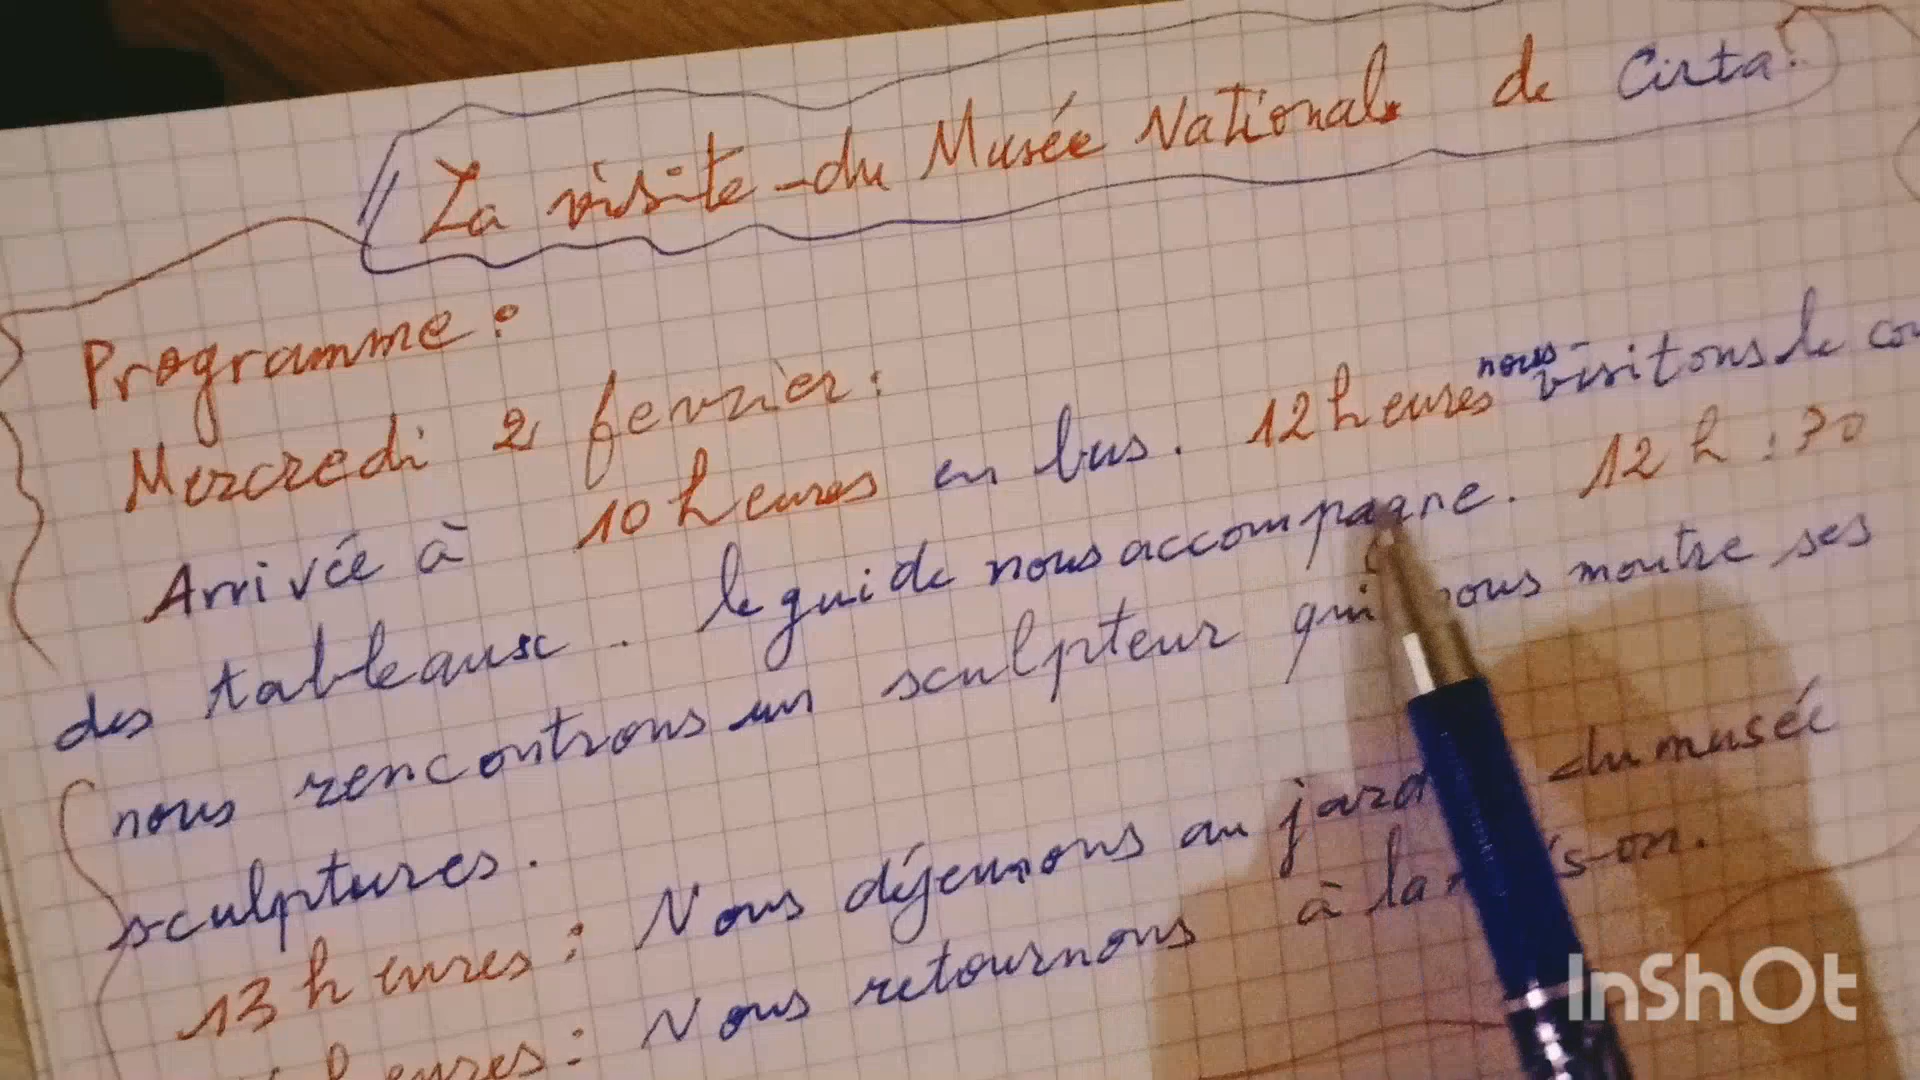 La visite du Musée National de Cirta.
Programme :
Mercredi 2 fevrier :
Arrivée à 10 heures en bus. 12 heures nous visitons le
des tableaux. le guide nous accompagne. 12 h : 30
nous rencontrons un sculpteur qui nous montre ses
sculptures.
13 heures : Nous déjeunons au du musée
heures : Nous retournons à la
InShOt